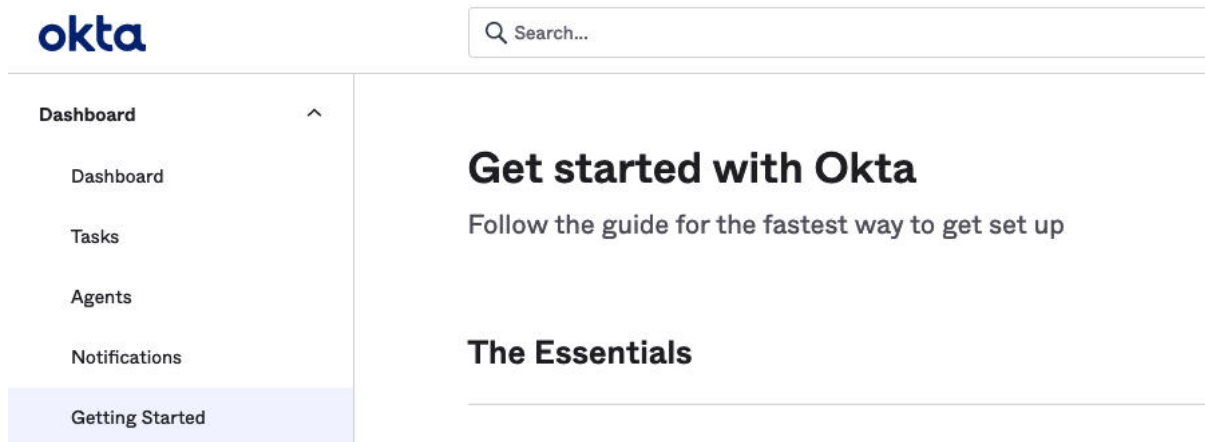 okta
Search...
Dashboard
Dashboard
Tasks
Agents
Notifications
Getting Started
Get started with Okta
Follow the guide for the fastest way to get set up
The Essentials